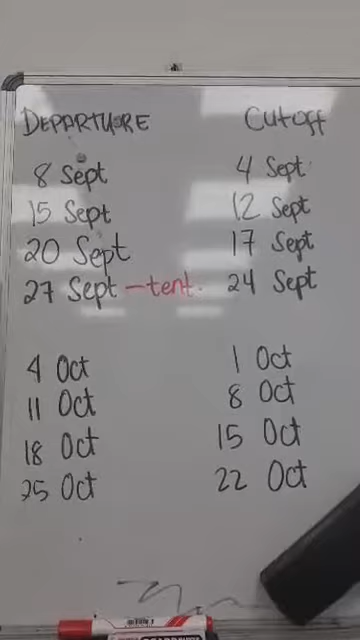 DEPARTURE Cutoff
8 Sept 4 Sept
15 Sept 12 Sept
20 Sept 17 Sept
27 Sept - tent. 24 Sept
4 Oct 1 Oct
11 Oct 8 Oct
18 Oct 15 Oct
25 Oct 22 Oct